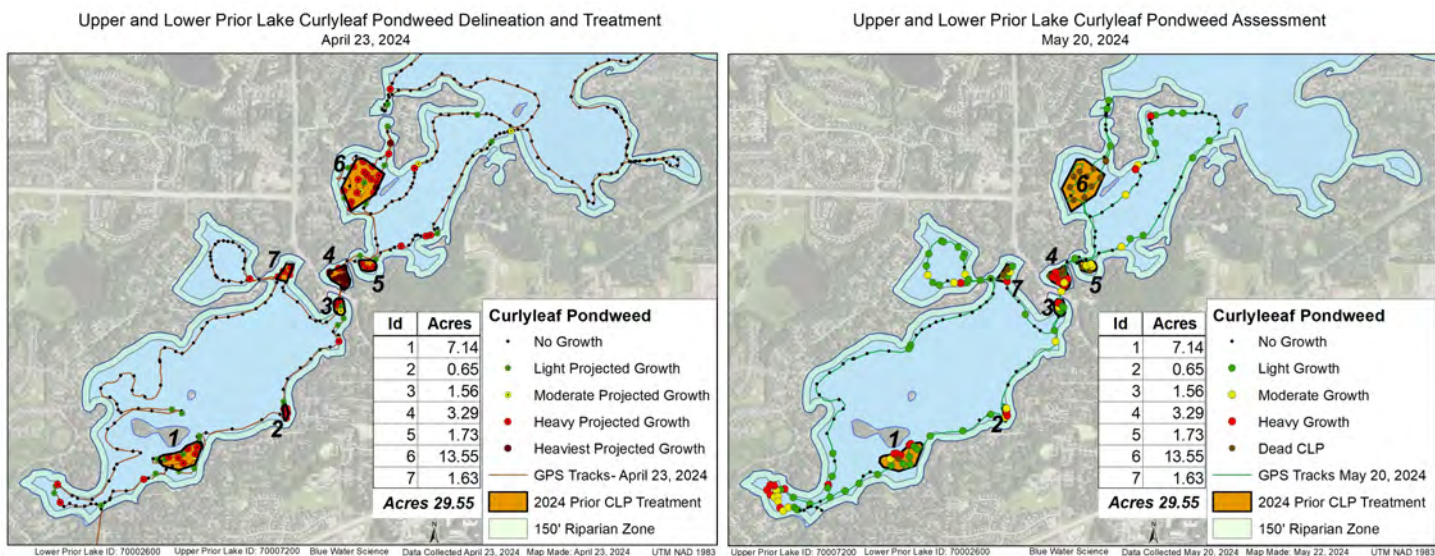 Upper and Lower Prior Lake Curlyleaf Pondweed Delineation and Treatment
April 23, 2024
6
7
4
5
3
2
1
Id Acres
1 7.14
2 0.65
3 1.56
4 3.29
5 1.73
6 13.55
7 1.63
Acres 29.55
Curlyleaf Pondweed
No Growth
Light Projected Growth
Moderate Projected Growth
Heavy Projected Growth
Heaviest Projected Growth
GPS Tracks- April 23, 2024
2024 Prior CLP Treatment
150' Riparian Zone
N
Lower Prior Lake ID: 70002600 Upper Prior Lake ID: 70007200 Blue Water Science Data Collected April 23, 2024 Map Made: April 23, 2024 UTM NAD 1983
Upper and Lower Prior Lake Curlyleaf Pondweed Assessment
May 20, 2024
6
4
5
7
3
2
1
Id Acres
1 7.14
2 0.65
3 1.56
4 3.29
5 1.73
6 13.55
7 1.63
Acres 29.55
Curlyleaf Pondweed
No Growth
Light Growth
Moderate Growth
Heavy Growth
Dead CLP
GPS Tracks May 20, 2024
2024 Prior CLP Treatment
150' Riparian Zone
N
Upper Prior Lake ID: 70007200 Lower Prior Lake ID: 70002600 Blue Water Science Data Collected May 20, 2024 Map Made: May 22, 2024 UTM NAD 1983